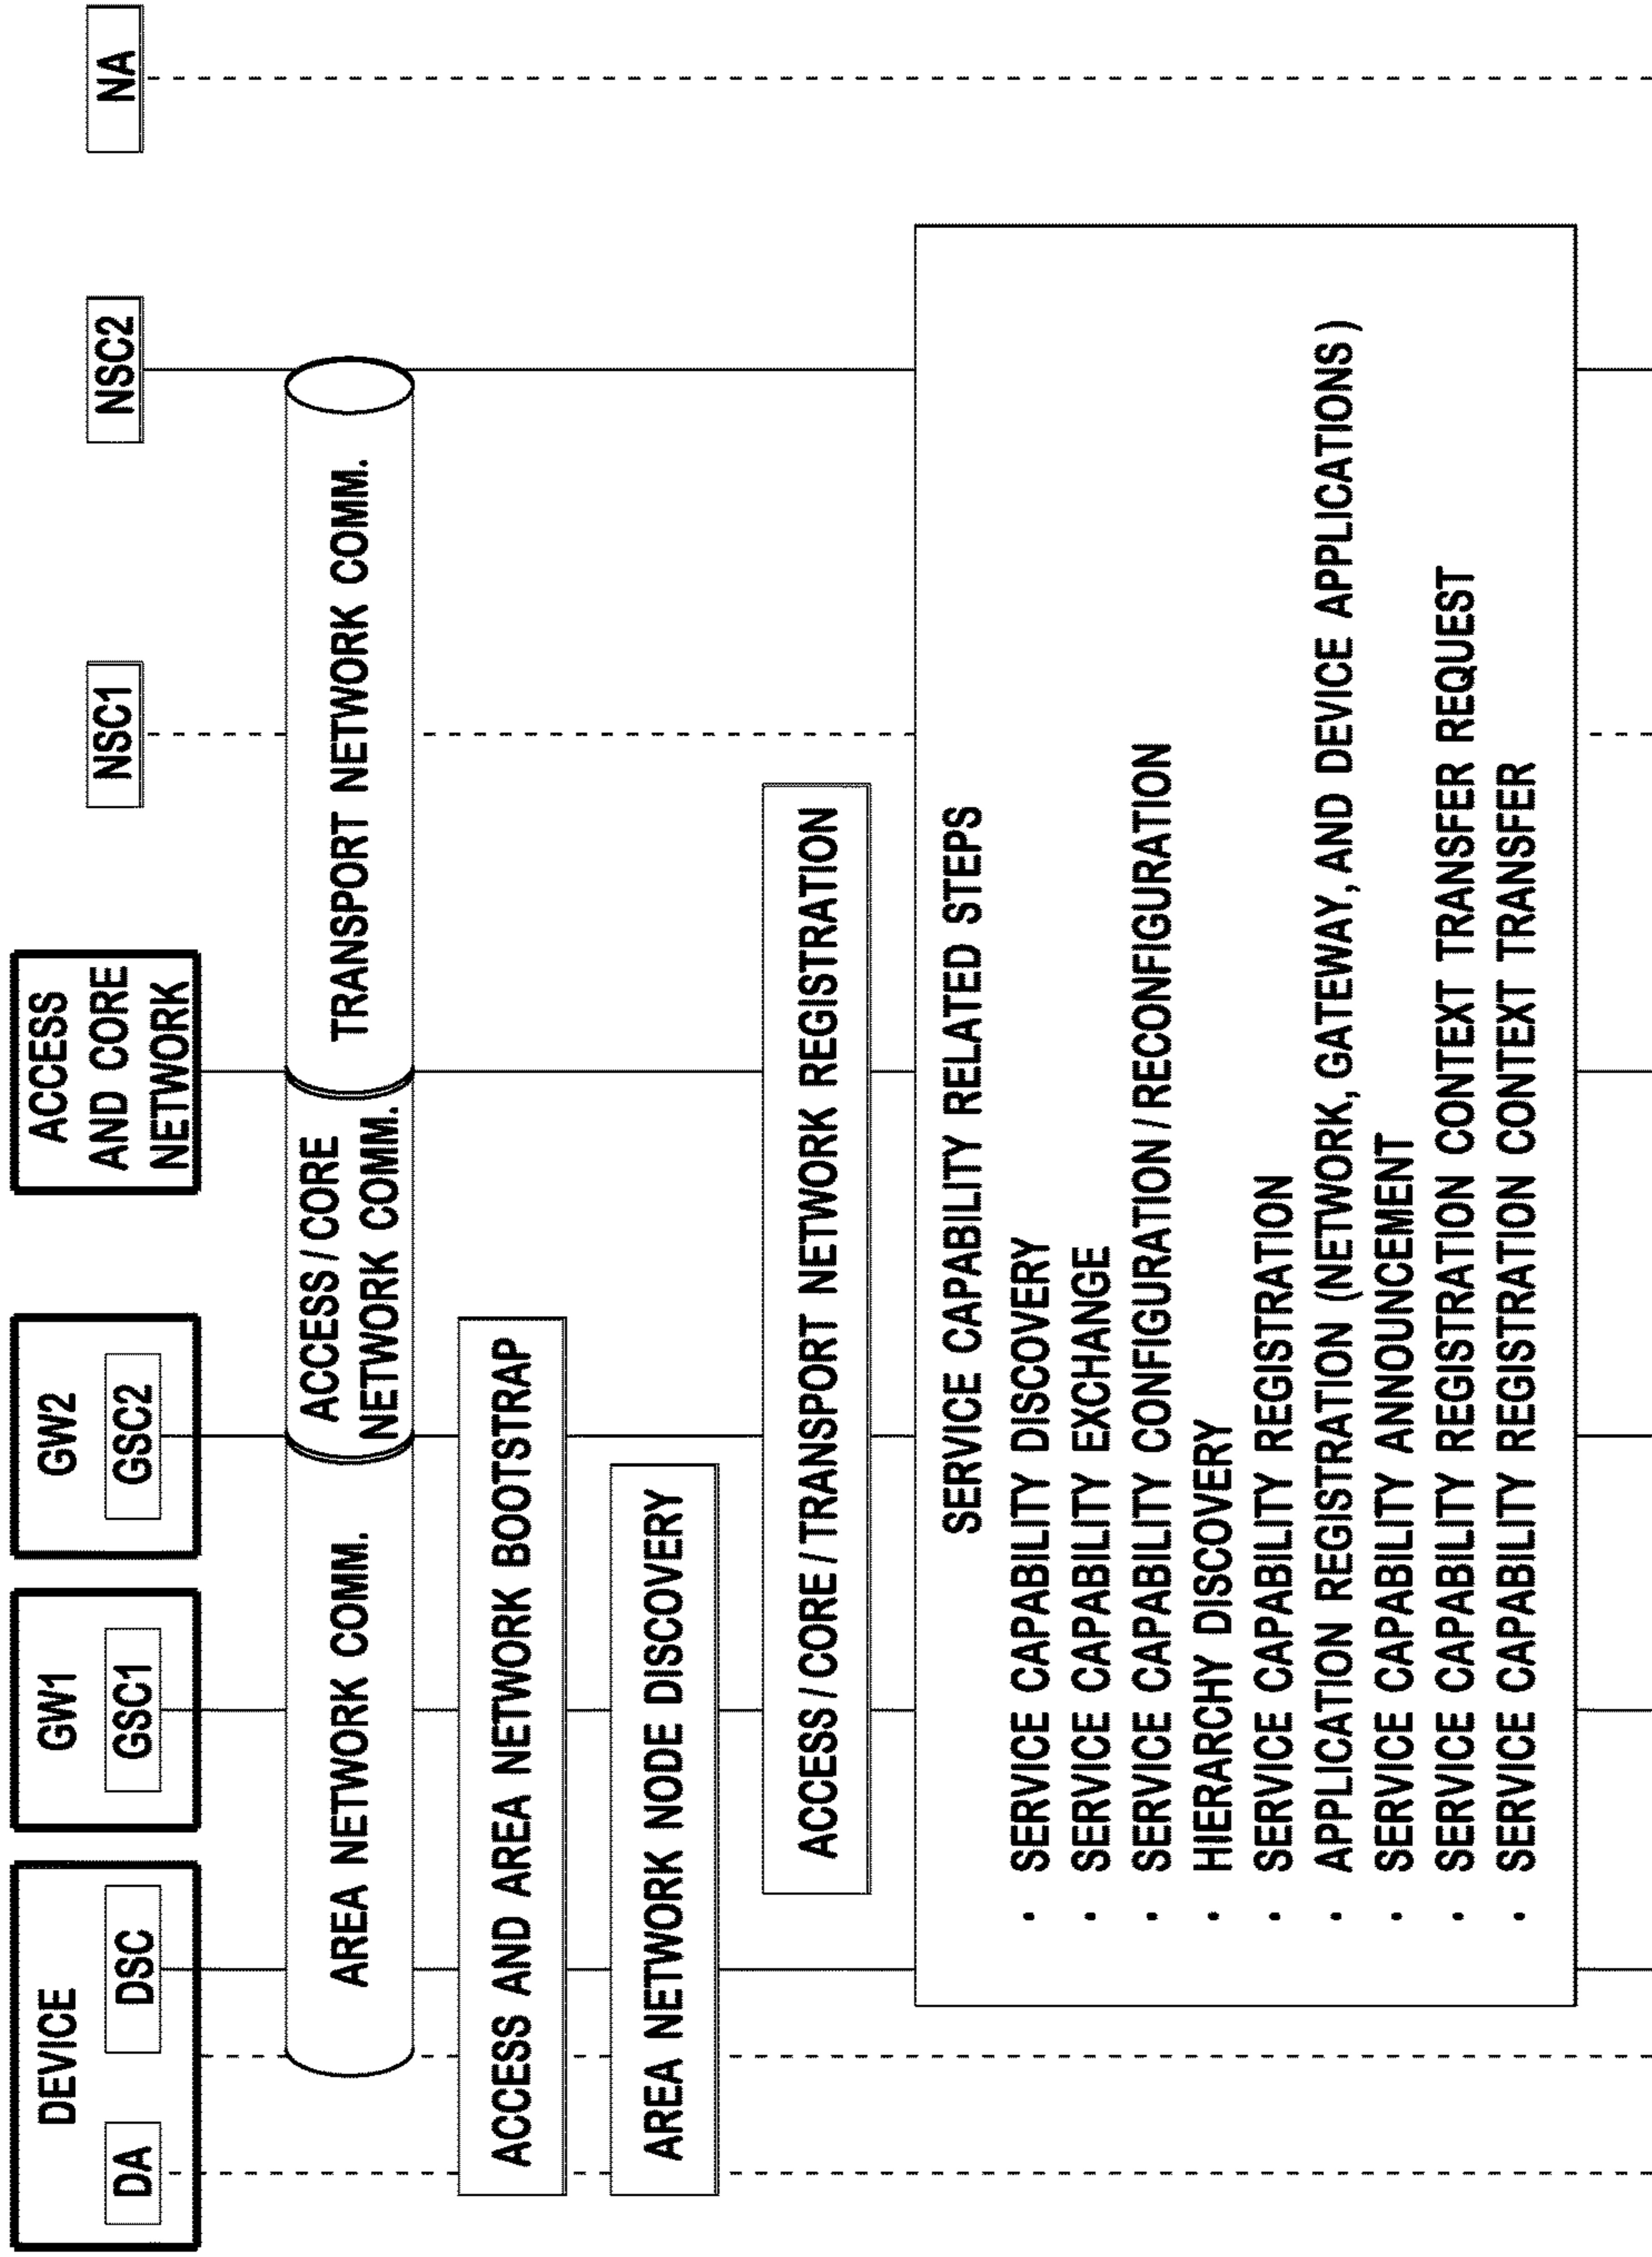 DEVICE
DA
DSC
GW1
GSC1
GW2
GSC2
ACCESS
AND CORE
NETWORK
NSC1
NSC2
NA
AREA NETWORK COMM.
ACCESS / CORE
NETWORK COMM.
TRANSPORT NETWORK COMM.
ACCESS AND AREA NETWORK BOOTSTRAP
AREA NETWORK NODE DISCOVERY
ACCESS / CORE / TRANSPORT NETWORK REGISTRATION
SERVICE CAPABILITY RELATED STEPS
• SERVICE CAPABILITY DISCOVERY
• SERVICE CAPABILITY EXCHANGE
• SERVICE CAPABILITY CONFIGURATION / RECONFIGURATION
• HIERARCHY DISCOVERY
• SERVICE CAPABILITY REGISTRATION
• APPLICATION REGISTRATION (NETWORK, GATEWAY, AND DEVICE APPLICATIONS)
• SERVICE CAPABILITY ANNOUNCEMENT
• SERVICE CAPABILITY REGISTRATION CONTEXT TRANSFER REQUEST
• SERVICE CAPABILITY REGISTRATION CONTEXT TRANSFER